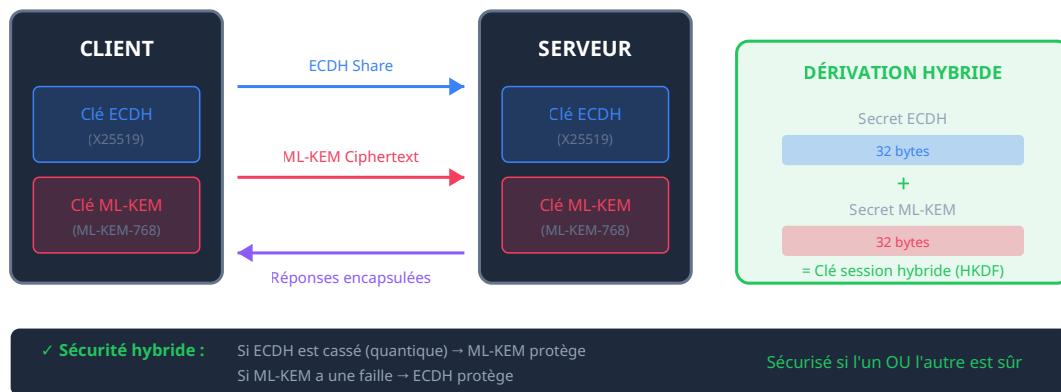 CLIENT
Clé ECDH
(X25519)
Clé ML-KEM
(ML-KEM-768)
ECDH Share
ML-KEM Ciphertext
Réponses encapsulées
SERVEUR
Clé ECDH
(X25519)
Clé ML-KEM
(ML-KEM-768)
DÉRIVATION HYBRIDE
Secret ECDH
32 bytes
+
Secret ML-KEM
32 bytes
= Clé session hybride (HKDF)
✓ Sécurité hybride :
Si ECDH est cassé (quantique) → ML-KEM protège
Si ML-KEM a une faille → ECDH protège
Sécurisé si l'un OU l'autre est sûr